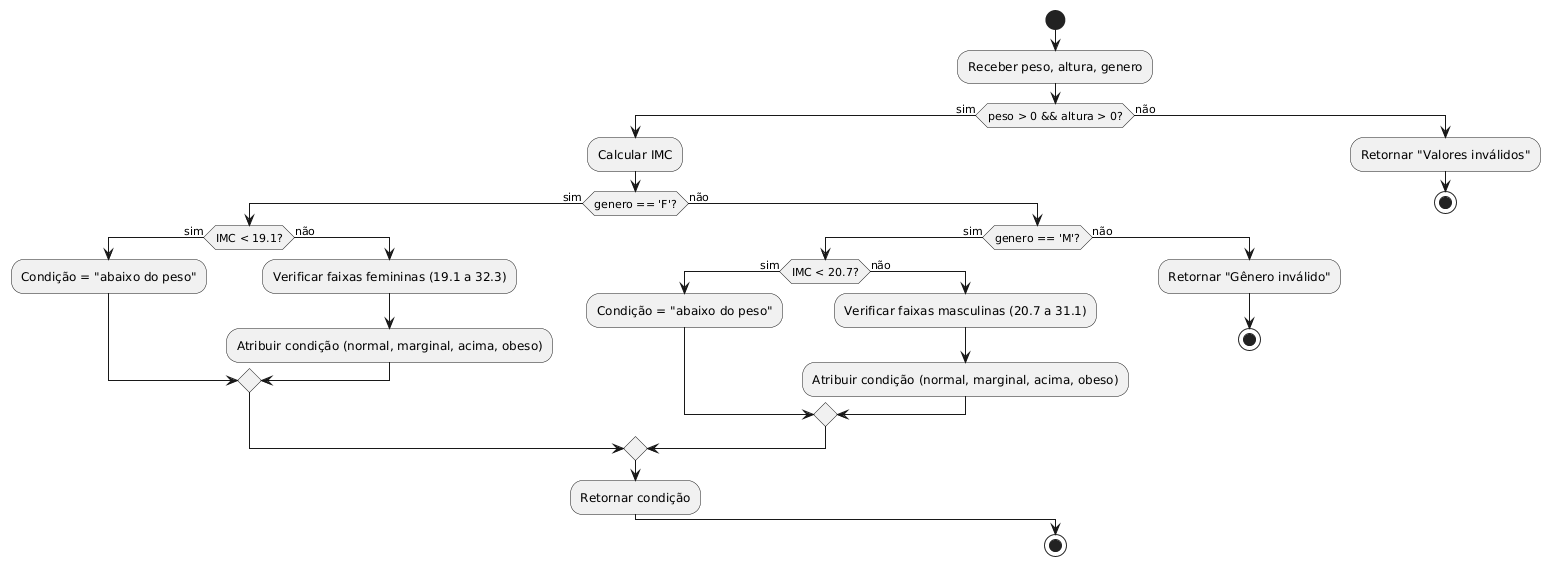 Receber peso, altura, genero
sim
peso > 0 && altura > 0?
não
Calcular IMC
Retornar "Valores inválidos"
sim
genero == 'F'?
não
sim
IMC < 19.1?
não
sim
genero == 'M'?
não
Condição = "abaixo do peso"
Verificar faixas femininas (19.1 a 32.3)
sim
IMC < 20.7?
não
Retornar "Gênero inválido"
Condição = "abaixo do peso"
Verificar faixas masculinas (20.7 a 31.1)
Atribuir condição (normal, marginal, acima, obeso)
Atribuir condição (normal, marginal, acima, obeso)
Retornar condição